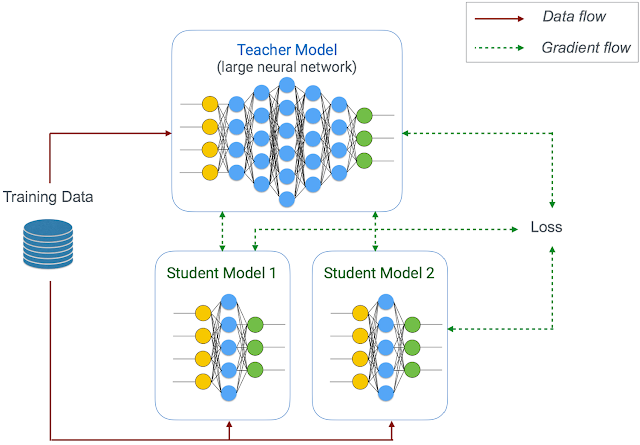 Data flow
Gradient flow
Teacher Model
(large neural network)
Training Data
Loss
Student Model 1
Student Model 2